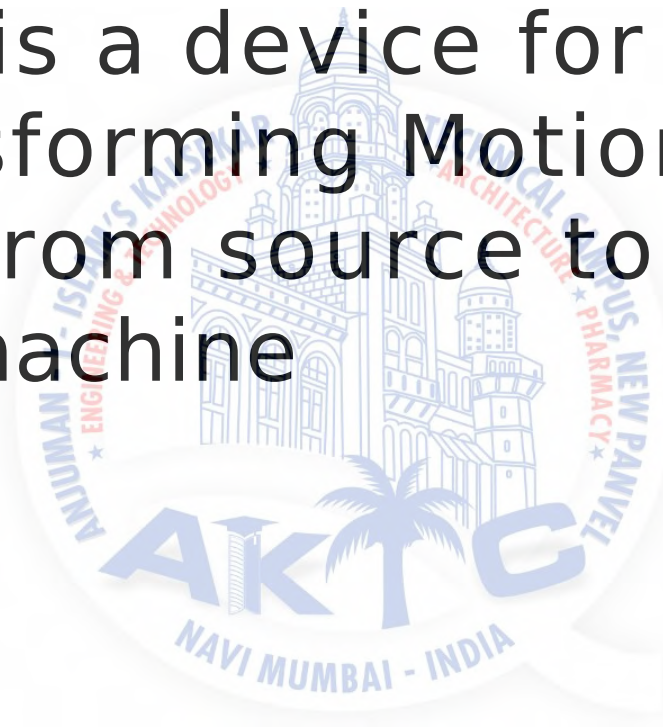 is a device for
sforming Motion
rom source to
achine
ANJUMAN-I-ISLAM'S KALSEKAR TECHNICAL CAMPUS, NEW PANVEL
ENGINEERING & TECHNOLOGY ★ ARCHITECTURE ★ PHARMACY ★
AKTC
NAVI MUMBAI - INDIA